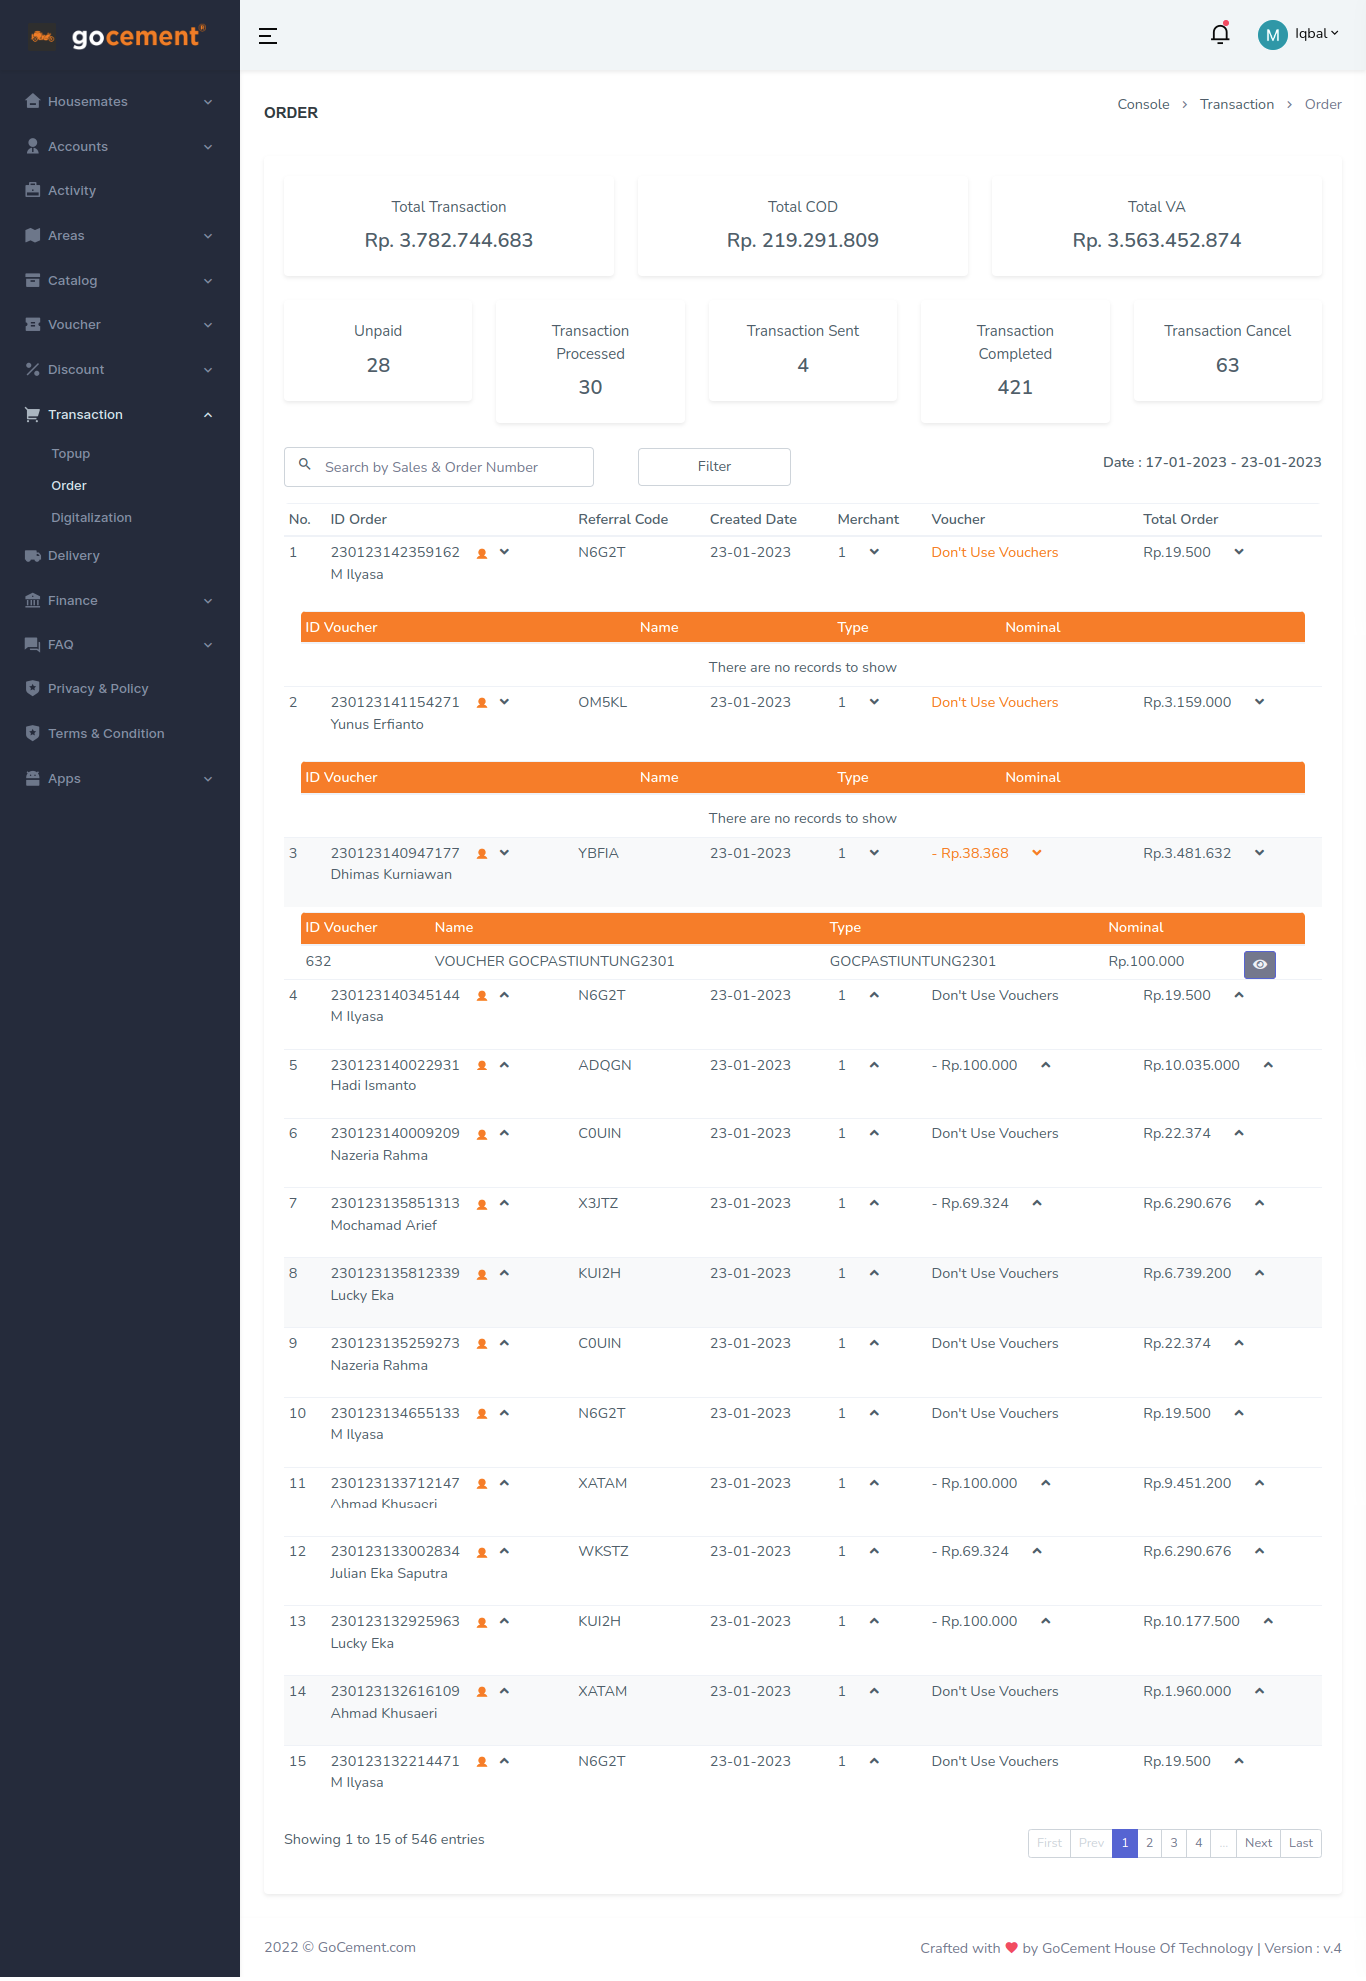 gocement®
Iqbal
M
Housemates
Accounts
Activity
Areas
Catalog
Voucher
Discount
Transaction
Topup
Order
Digitalization
Delivery
Finance
FAQ
Privacy & Policy
Terms & Condition
Apps
ORDER
Console > Transaction > Order
Total Transaction
Rp. 3.782.744.683
Total COD
Rp. 219.291.809
Total VA
Rp. 3.563.452.874
Unpaid
28
Transaction
Processed
30
Transaction Sent
4
Transaction
Completed
421
Transaction Cancel
63
Search by Sales & Order Number
Filter
Date : 17-01-2023 - 23-01-2023
No. ID Order Referral Code Created Date Merchant Voucher Total Order
1 230123142359162 N6G2T 23-01-2023 1 Don't Use Vouchers Rp.19.500
M Ilyasa
ID Voucher Name Type Nominal
There are no records to show
2 230123141154271 OM5KL 23-01-2023 1 Don't Use Vouchers Rp.3.159.000
Yunus Erfianto
ID Voucher Name Type Nominal
There are no records to show
3 230123140947177 YBFIA 23-01-2023 1 - Rp.38.368 Rp.3.481.632
Dhimas Kurniawan
ID Voucher Name Type Nominal
632 VOUCHER GOCPASTIUNTUNG2301 GOCPASTIUNTUNG2301 Rp.100.000
4 230123140345144 N6G2T 23-01-2023 1 Don't Use Vouchers Rp.19.500
M Ilyasa
5 230123140022931 ADQGN 23-01-2023 1 - Rp.100.000 Rp.10.035.000
Hadi Ismanto
6 230123140009209 C0UIN 23-01-2023 1 Don't Use Vouchers Rp.22.374
Nazeria Rahma
7 230123135851313 X3JTZ 23-01-2023 1 - Rp.69.324 Rp.6.290.676
Mochamad Arief
8 230123135812339 KUI2H 23-01-2023 1 Don't Use Vouchers Rp.6.739.200
Lucky Eka
9 230123135259273 C0UIN 23-01-2023 1 Don't Use Vouchers Rp.22.374
Nazeria Rahma
10 230123134655133 N6G2T 23-01-2023 1 Don't Use Vouchers Rp.19.500
M Ilyasa
11 230123133712147 XATAM 23-01-2023 1 - Rp.100.000 Rp.9.451.200
Ahmad Khusaeri
12 230123133002834 WKSTZ 23-01-2023 1 - Rp.69.324 Rp.6.290.676
Julian Eka Saputra
13 230123132925963 KUI2H 23-01-2023 1 - Rp.100.000 Rp.10.177.500
Lucky Eka
14 230123132616109 XATAM 23-01-2023 1 Don't Use Vouchers Rp.1.960.000
Ahmad Khusaeri
15 230123132214471 N6G2T 23-01-2023 1 Don't Use Vouchers Rp.19.500
M Ilyasa
Showing 1 to 15 of 546 entries
First Prev 1 2 3 4 ... Next Last
2022 © GoCement.com
Crafted with ❤ by GoCement House Of Technology | Version : v.4